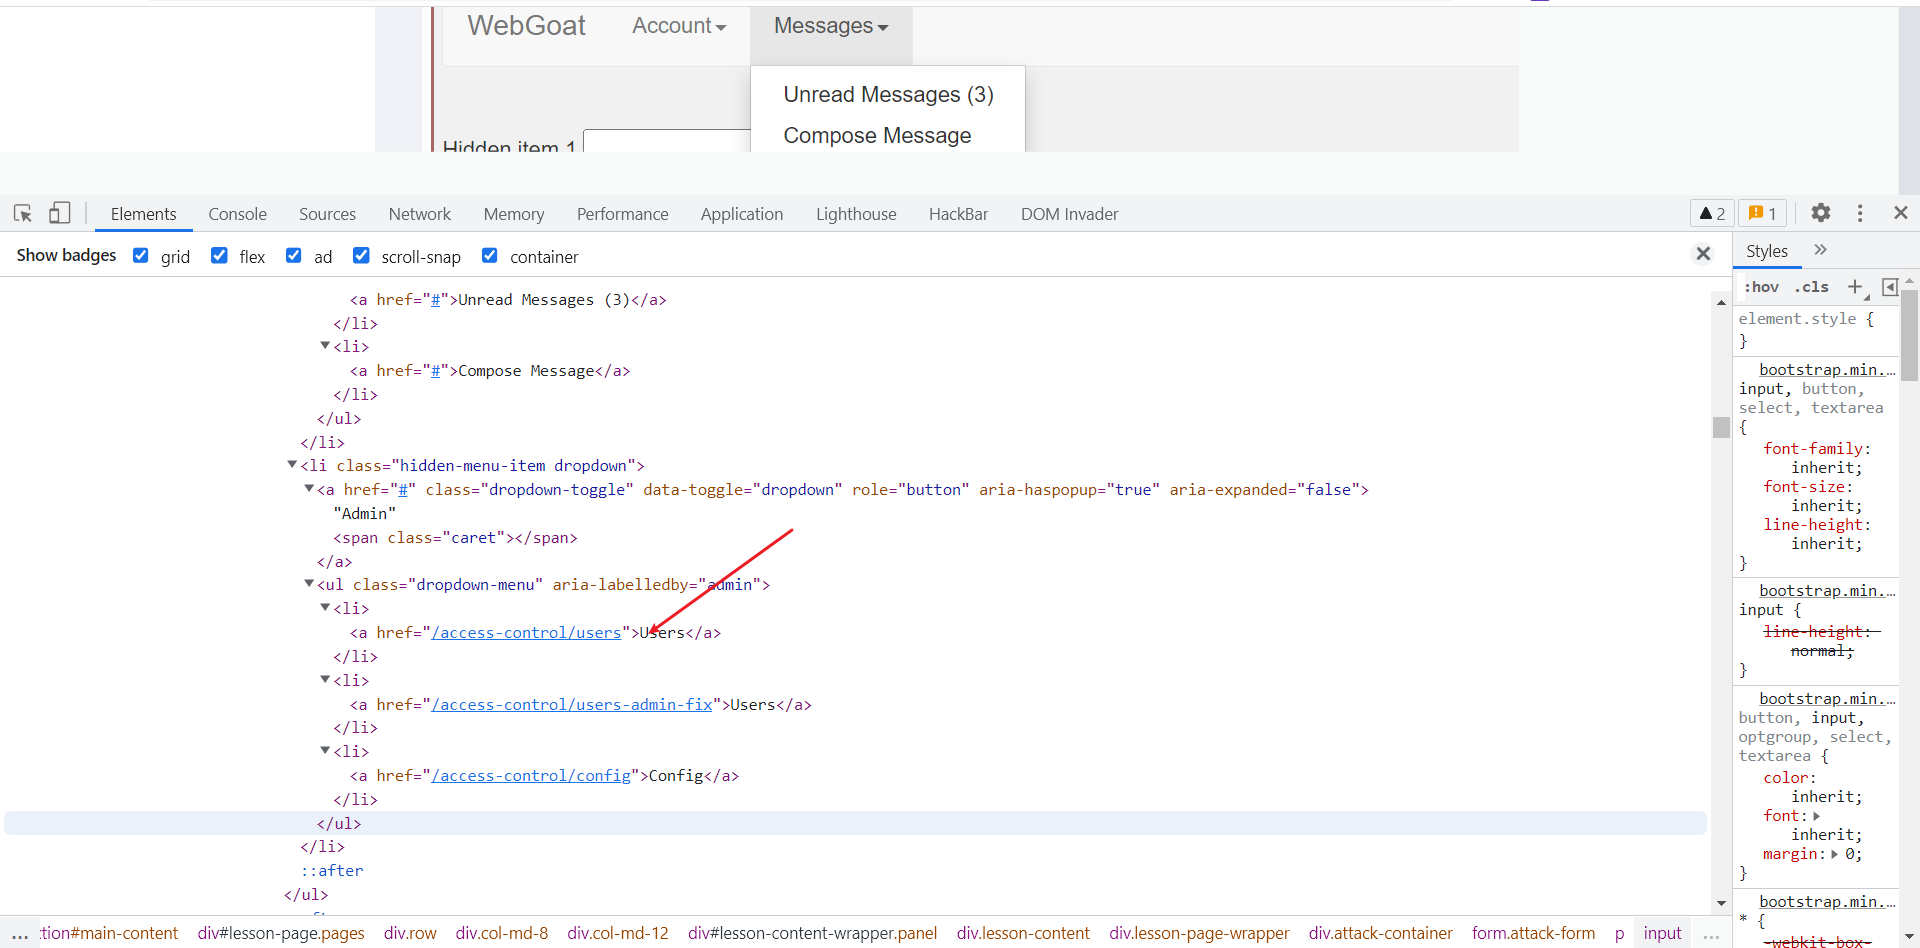 WebGoat Account Messages
Unread Messages (3)
Compose Message
Hidden item 1
Elements Console Sources Network Memory Performance Application Lighthouse HackBar DOM Invader 2 1
Show badges grid flex ad scroll-snap container
<a href="#">Unread Messages (3)</a>
</li>
<li>
<a href="#">Compose Message</a>
</li>
</ul>
</li>
<li class="hidden-menu-item dropdown">
<a href="#" class="dropdown-toggle" data-toggle="dropdown" role="button" aria-haspopup="true" aria-expanded="false">
"Admin"
<span class="caret"></span>
</a>
<ul class="dropdown-menu" aria-labelledby="admin">
<li>
<a href="/access-control/users">Users</a>
</li>
<li>
<a href="/access-control/users-admin-fix">Users</a>
</li>
<li>
<a href="/access-control/config">Config</a>
</li>
</ul>
</li>
::after
</ul>
... tion#main-content div#lesson-page.pages div.row div.col-md-8 div.col-md-12 div#lesson-content-wrapper.panel div.lesson-content div.lesson-page-wrapper div.attack-container form.attack-form p input ...
Styles
:hov .cls +
element.style {
}
bootstrap.min.…
input, button,
select, textarea
{
font-family:
inherit;
font-size:
inherit;
line-height:
inherit;
}
bootstrap.min.…
input {
line-height:
normal;
}
bootstrap.min.…
button, input,
optgroup, select,
textarea {
color:
inherit;
font:
inherit;
margin: 0;
}
bootstrap.min.…
* {
-webkit-box-